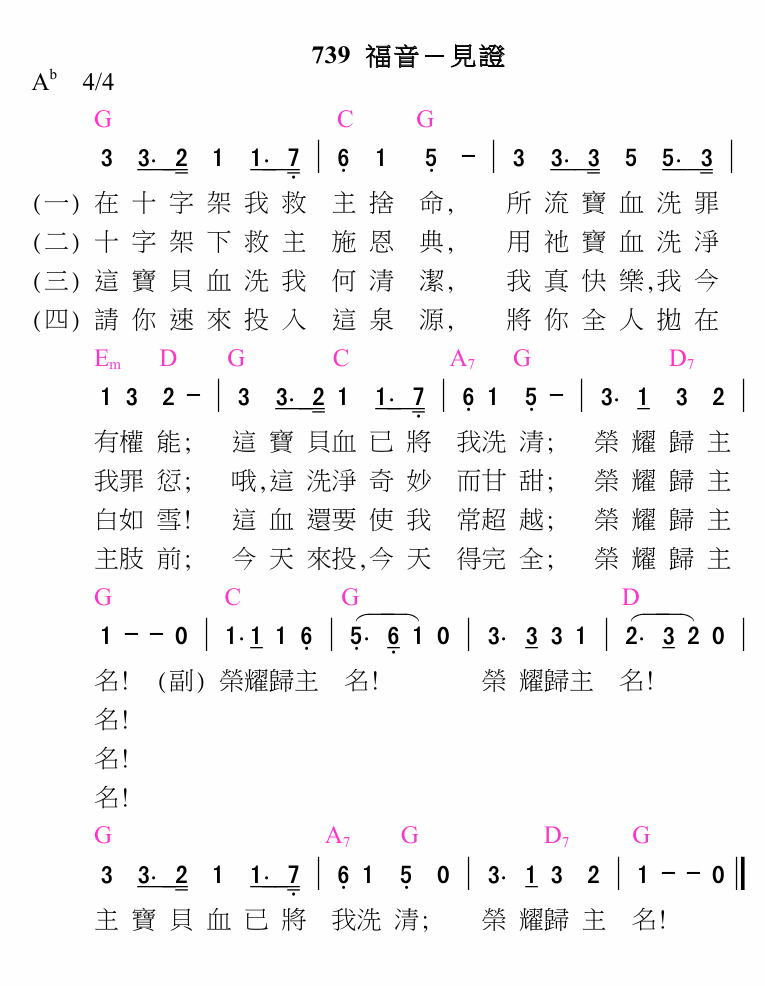 739 福音－見證
A♭ 4/4
G C G
3 3. 2 1 1. 7 | 6 1 5 － | 3 3. 3 5 5. 3 |
(一) 在十字架我救 主捨 命, 所流寶血洗罪
(二) 十字架下救主 施恩 典, 用祂寶血洗淨
(三) 這寶貝血洗我 何清 潔, 我真快樂,我今
(四) 請你速來投入 這泉 源, 將你全人拋在
Em D G C A7 G D7
1 3 2 － | 3 3. 2 1 1. 7 | 6 1 5 － | 3. 1 3 2 |
有權 能; 這寶貝血已將 我洗 清; 榮耀歸主
我罪 愆; 哦,這洗淨奇妙 而甘 甜; 榮耀歸主
白如 雪! 這血還要使我 常超 越; 榮耀歸主
主肢 前; 今天來投,今天 得完 全; 榮耀歸主
G C G D
1 － － 0 | 1. 1 1 6 | 5. 6 1 0 | 3. 3 3 1 | 2. 3 2 0 |
名! (副) 榮耀歸主 名! 榮耀歸主 名!
名!
名!
名!
G A7 G D7 G
3 3. 2 1 1. 7 | 6 1 5 0 | 3. 1 3 2 | 1 － － 0 ‖
主寶貝血已將 我洗 清; 榮耀歸主 名!